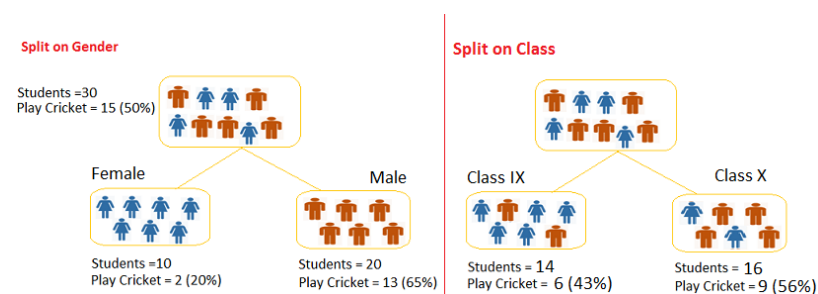 Split on Gender
Students =30
Play Cricket = 15 (50%)
Female
Male
Students =10
Play Cricket = 2 (20%)
Students = 20
Play Cricket = 13 (65%)
Split on Class
Class IX
Class X
Students = 14
Play Cricket = 6 (43%)
Students = 16
Play Cricket = 9 (56%)